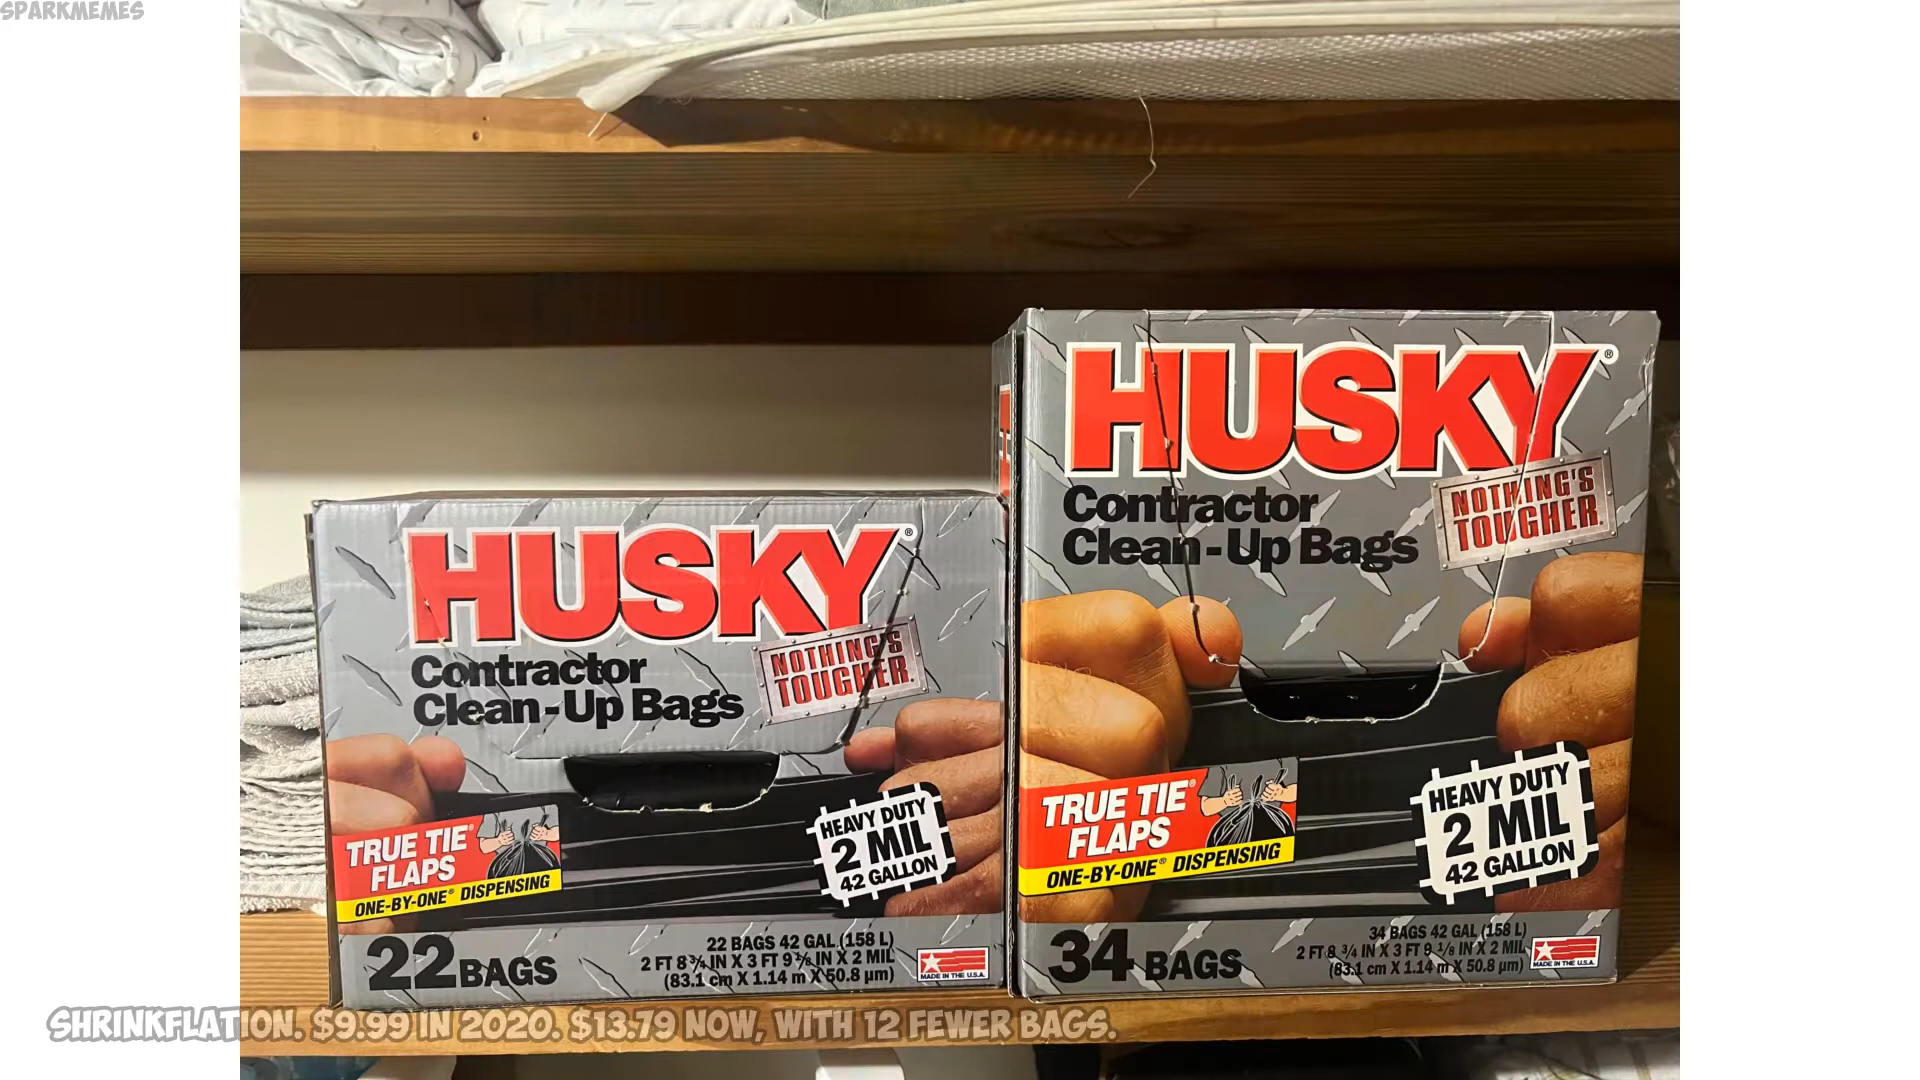 SPARKMEMES
HUSKY®
Contractor
Clean-Up Bags
NOTHING'S
TOUGHER.
TRUE TIE®
FLAPS
ONE-BY-ONE® DISPENSING
HEAVY DUTY
2 MIL
42 GALLON
22 BAGS
22 BAGS 42 GAL (158 L)
2 FT 8 3/4 IN X 3 FT 9 1/8 IN X 2 MIL
(83.1 cm X 1.14 m X 50.8 µm)
MADE IN THE U.S.A.
HUSKY®
Contractor
Clean-Up Bags
NOTHING'S
TOUGHER.
TRUE TIE®
FLAPS
ONE-BY-ONE® DISPENSING
HEAVY DUTY
2 MIL
42 GALLON
34 BAGS
34 BAGS 42 GAL (158 L)
2 FT 8 3/4 IN X 3 FT 9 1/8 IN X 2 MIL
(83.1 cm X 1.14 m X 50.8 µm)
MADE IN THE U.S.A.
SHRINKFLATION. $9.99 IN 2020. $13.79 NOW, WITH 12 FEWER BAGS.